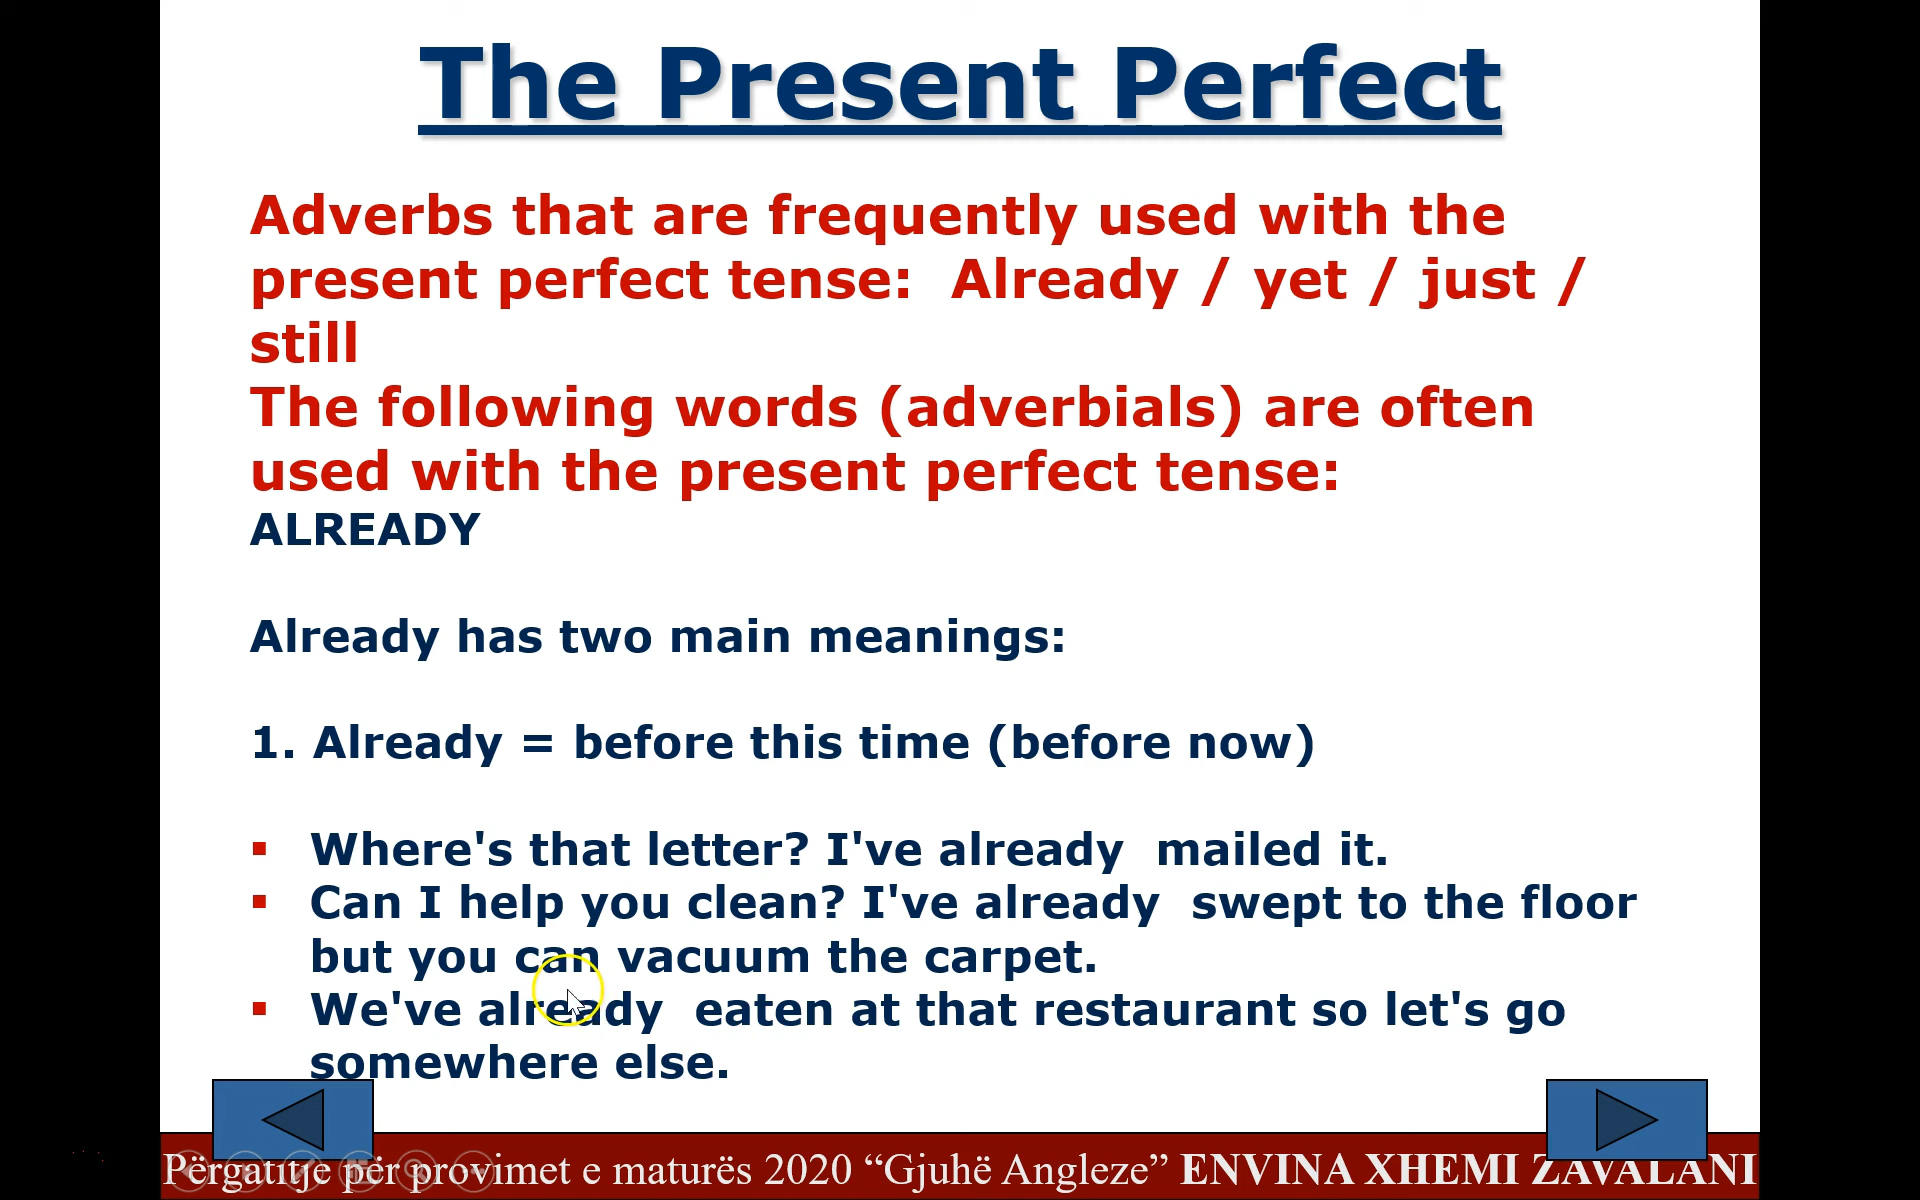 The Present Perfect
Adverbs that are frequently used with the
present perfect tense:  Already / yet / just /
still
The following words (adverbials) are often
used with the present perfect tense:
ALREADY
Already has two main meanings:
1. Already = before this time (before now)
▪ Where's that letter? I've already  mailed it.
▪ Can I help you clean? I've already  swept to the floor
but you can vacuum the carpet.
▪ We've already  eaten at that restaurant so let's go
somewhere else.
Përgatitje për provimet e maturës 2020 “Gjuhë Angleze” ENVINA XHEMI ZAVALANI